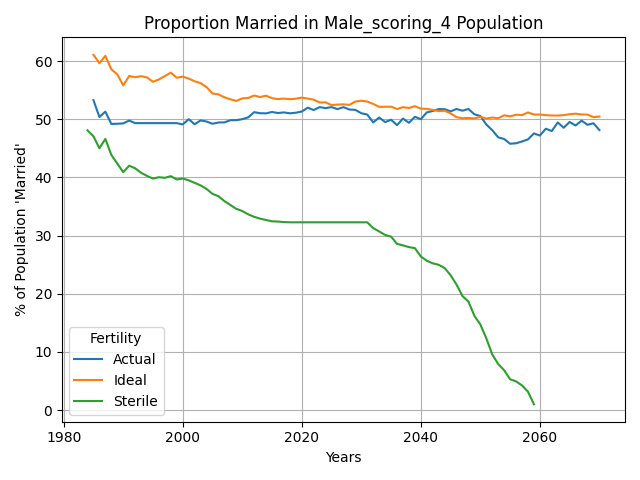 Proportion Married in Male_scoring_4 Population
% of Population 'Married'
60
50
40
30
20
10
0
Fertility
Actual
Ideal
Sterile
1980
2000
2020
2040
2060
Years